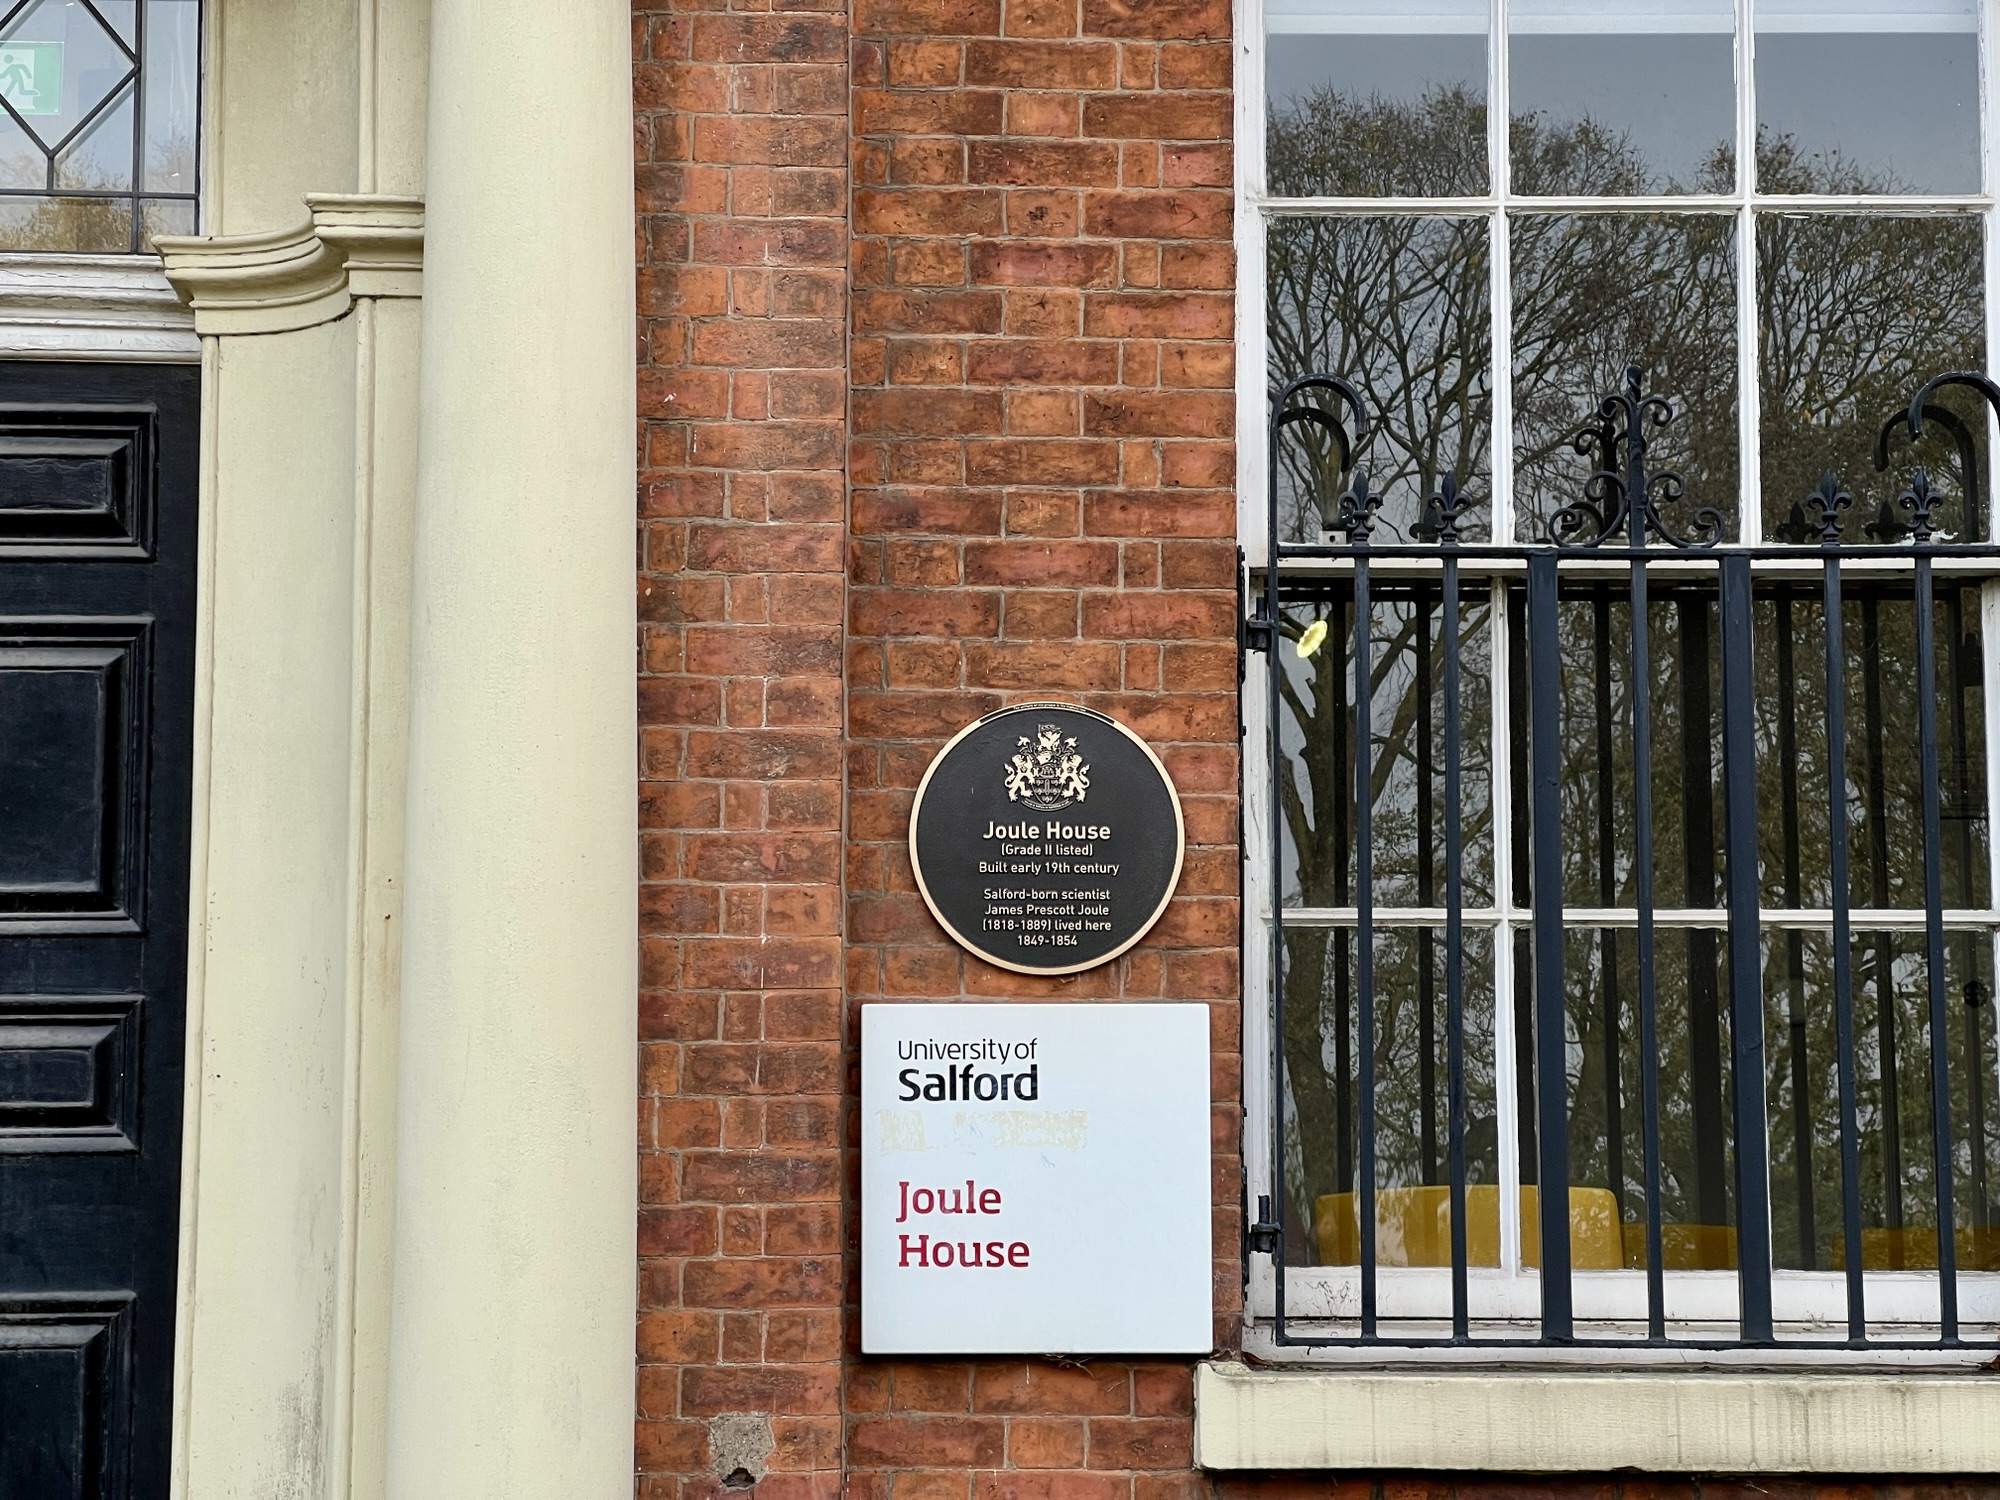 Joule House
(Grade II listed)
Built early 19th century
Salford-born scientist
James Prescott Joule
(1818-1889) lived here
1849-1854
University of
Salford
Joule
House